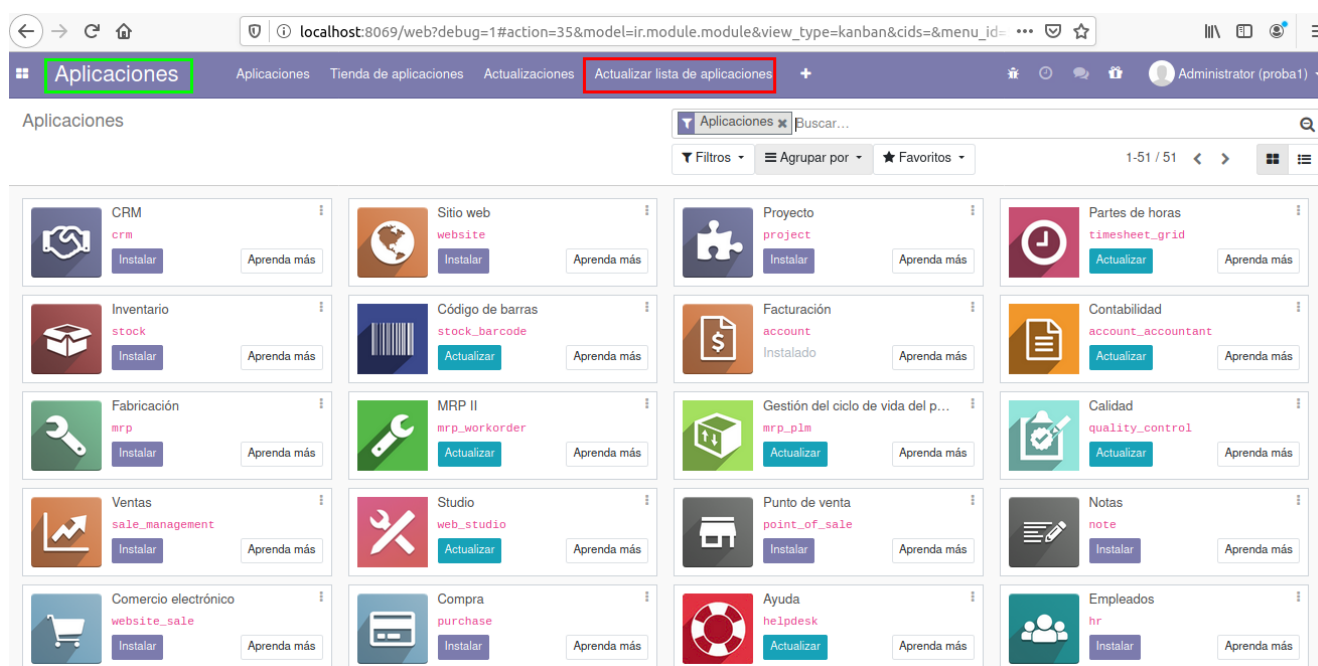 localhost:8069/web?debug=1#action=35&model=ir.module.module&view_type=kanban&cids=&menu_id=
Aplicaciones Aplicaciones Tienda de aplicaciones Actualizaciones Actualizar lista de aplicaciones + Administrator (proba1)
Aplicaciones
Aplicaciones × Buscar...
Filtros Agrupar por Favoritos 1-51 / 51
CRM Sitio web Proyecto Partes de horas
crm website project timesheet_grid
Instalar Aprenda más Instalar Aprenda más Instalar Aprenda más Actualizar Aprenda más
Inventario Código de barras Facturación Contabilidad
stock stock_barcode account account_accountant
Instalar Aprenda más Actualizar Aprenda más Instalado Aprenda más Actualizar Aprenda más
Fabricación MRP II Gestión del ciclo de vida del p... Calidad
mrp mrp_workorder mrp_plm quality_control
Instalar Aprenda más Actualizar Aprenda más Actualizar Aprenda más Actualizar Aprenda más
Ventas Studio Punto de venta Notas
sale_management web_studio point_of_sale note
Instalar Aprenda más Actualizar Aprenda más Instalar Aprenda más Instalar Aprenda más
Comercio electrónico Compra Ayuda Empleados
website_sale purchase helpdesk hr
Instalar Aprenda más Instalar Aprenda más Actualizar Aprenda más Instalar Aprenda más